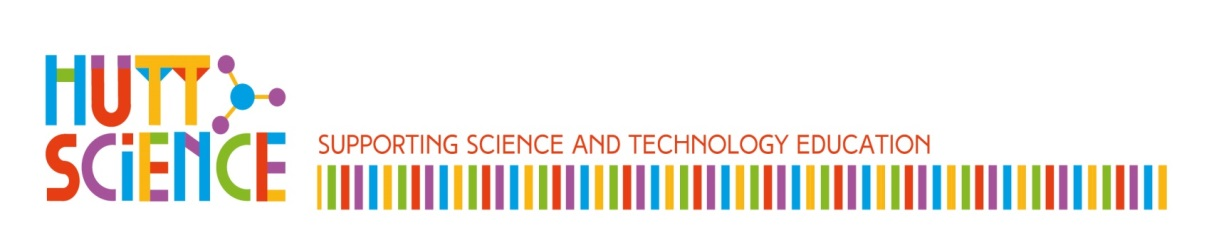 HUTT
SCiENCE
SUPPORTING SCIENCE AND TECHNOLOGY EDUCATION